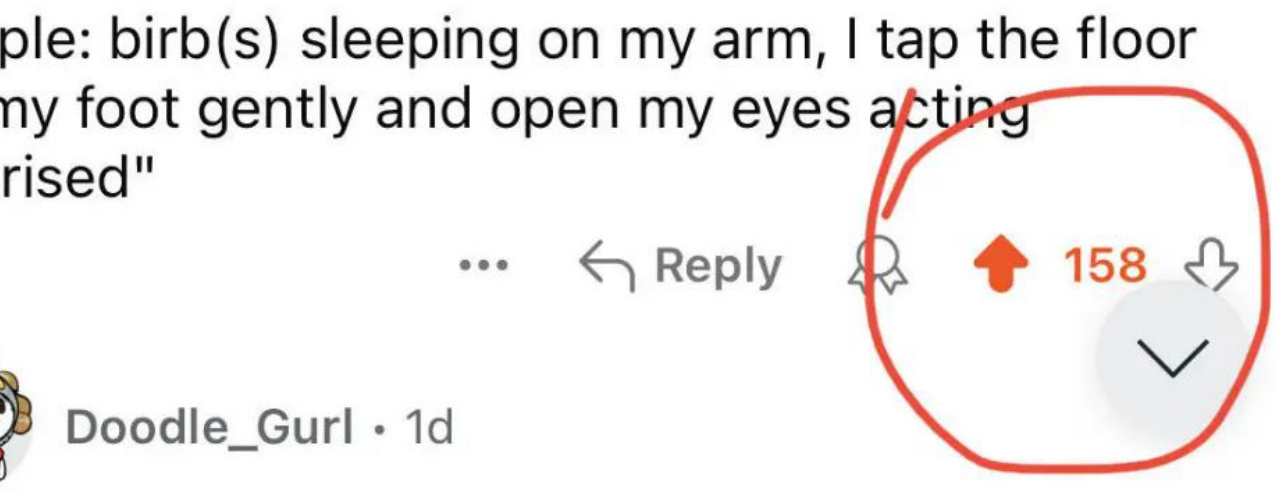 ple: birb(s) sleeping on my arm, I tap the floor
my foot gently and open my eyes acting
rised"
... Reply 158
Doodle_Gurl • 1d